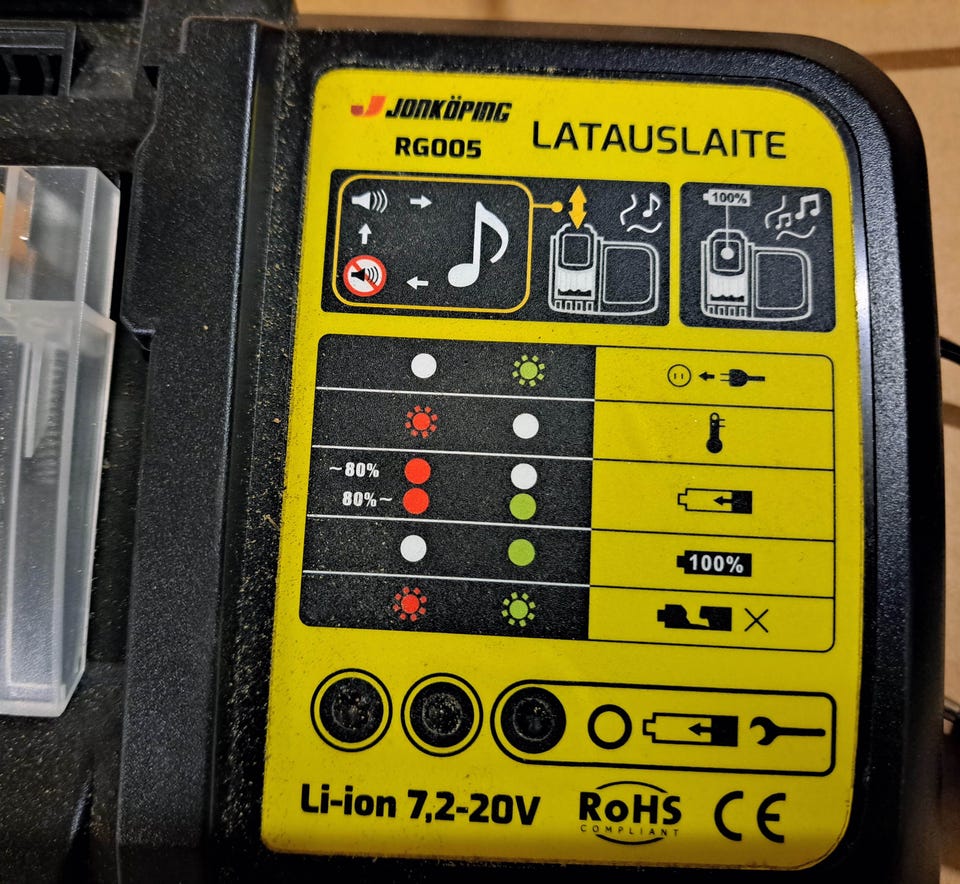 JONKÖPING
RG005
LATAUSLAITE
100%
~80%
80%~
100%
Li-ion 7,2-20V
RoHS
COMPLIANT
CE